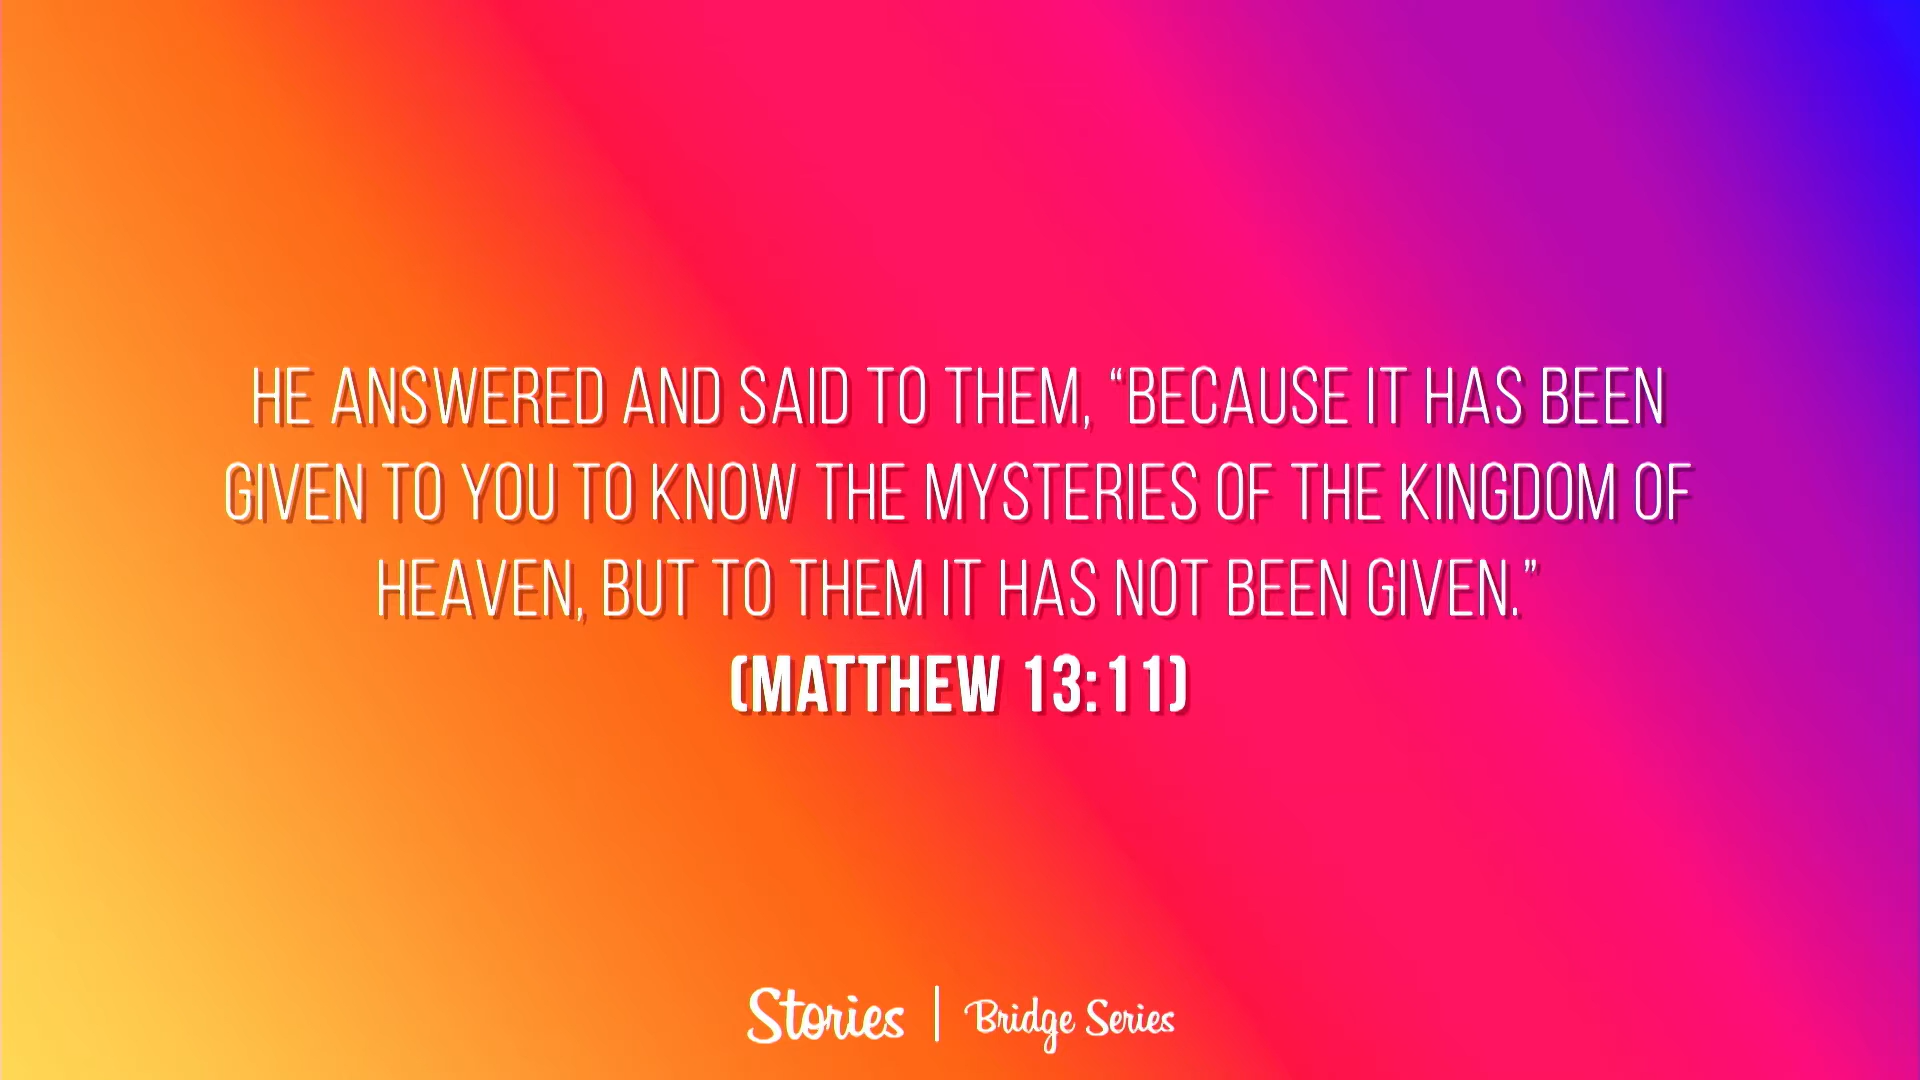 HE ANSWERED AND SAID TO THEM, “BECAUSE IT HAS BEEN
GIVEN TO YOU TO KNOW THE MYSTERIES OF THE KINGDOM OF
HEAVEN, BUT TO THEM IT HAS NOT BEEN GIVEN.”
(MATTHEW 13:11)
Stories | Bridge Series